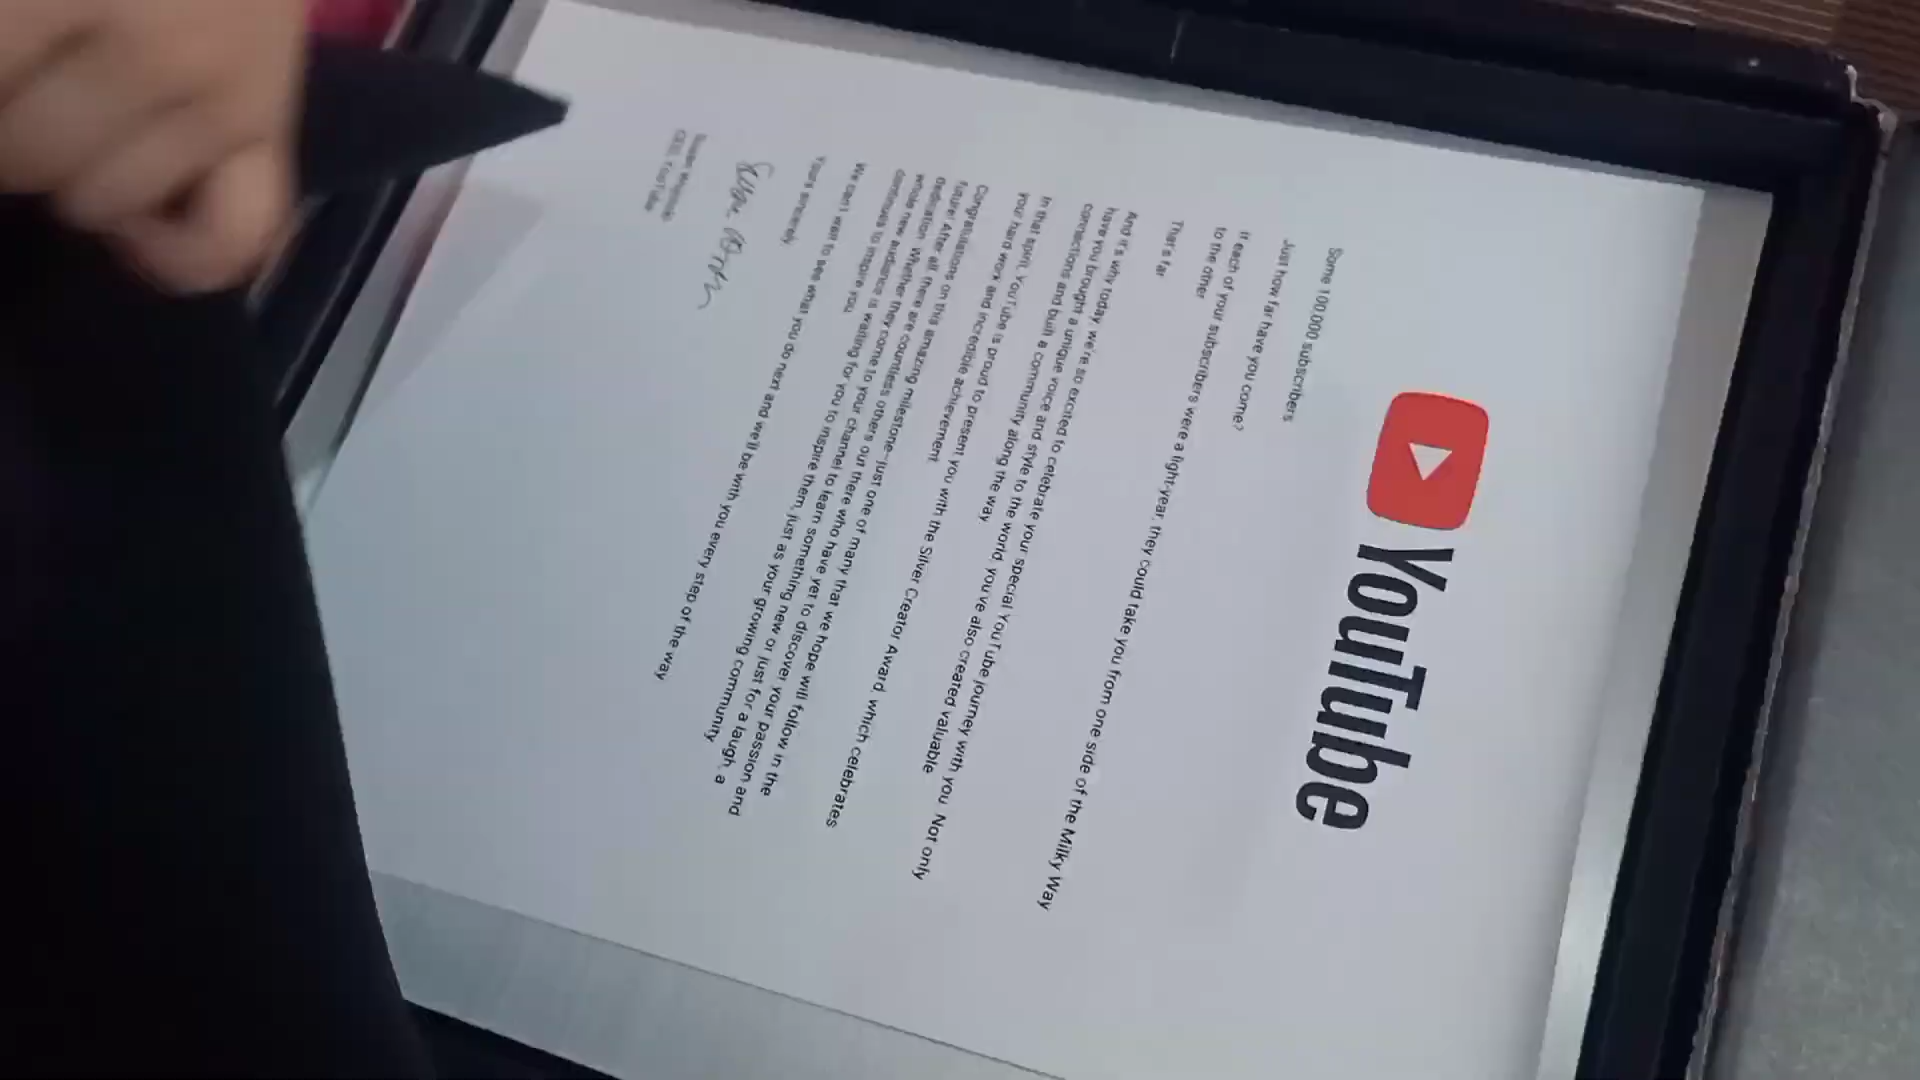 YouTube
Some 100,000 subscribers
Just how far have you come?
If each of your subscribers were a light-year, they could take you from one side of the Milky Way
to the other
That's far
And it's why today, we're so excited to celebrate your special YouTube journey with you. Not only
have you brought a unique voice and style to the world, you've also created valuable
connections and built a community along the way
In that spirit, YouTube is proud to present you with the Silver Creator Award, which celebrates
your hard work and incredible achievement
Congratulations on this amazing milestone-just one of many that we hope will follow in the
future! After all, there are countless others out there who have yet to discover your passion and
dedication. Whether they come to your channel to learn something new or just for a laugh, a
whole new audience is waiting for you to inspire them, just as your growing community
continues to inspire you
We can't wait to see what you do next and we'll be with you every step of the way
Yours sincerely
Susan Wojcicki
CEO, YouTube